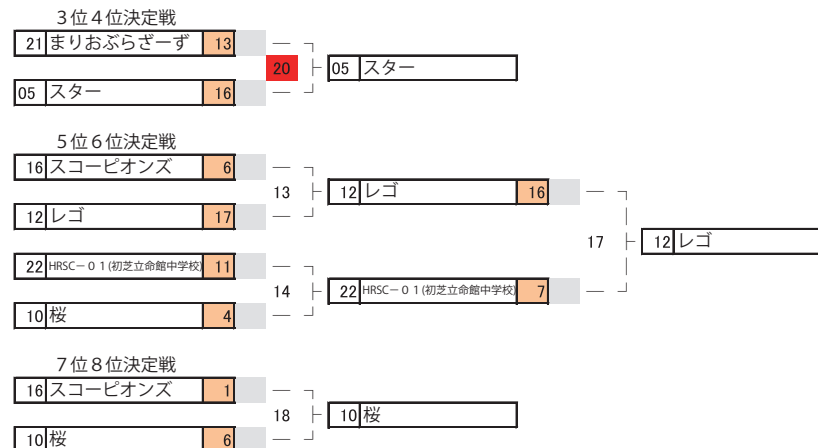 ３位４位決定戦
21 まりおぶらざーず 13
20 05 スター
05 スター 16
５位６位決定戦
16 スコーピオンズ 6
13 12 レゴ 16
12 レゴ 17
17 12 レゴ
22 HRSC－０１(初芝立命館中学校) 11
14 22 HRSC－０１(初芝立命館中学校) 7
10 桜 4
７位８位決定戦
16 スコーピオンズ 1
18 10 桜
10 桜 6